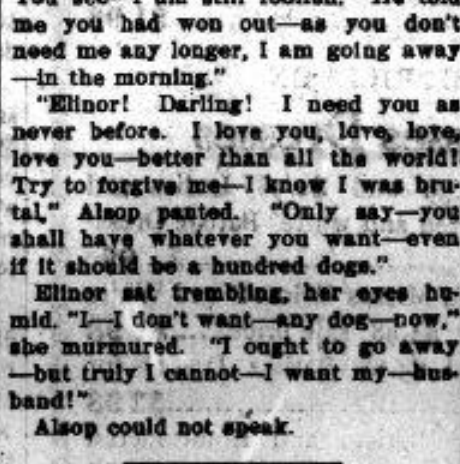 me you had won out—as you don't
need me any longer, I am going away
—in the morning."
"Elinor! Darling! I need you as
never before. I love you, love, love,
love you—better than all the world!
Try to forgive me—I know I was bru-
tal," Alsop panted. "Only say—you
shall have whatever you want—even
if it should be a hundred dogs."
Elinor sat trembling, her eyes hu-
mid. "I—I don't want—any dog—now,"
she murmured. "I ought to go away
—but truly I cannot—I want my—hus-
band!"
Alsop could not speak.